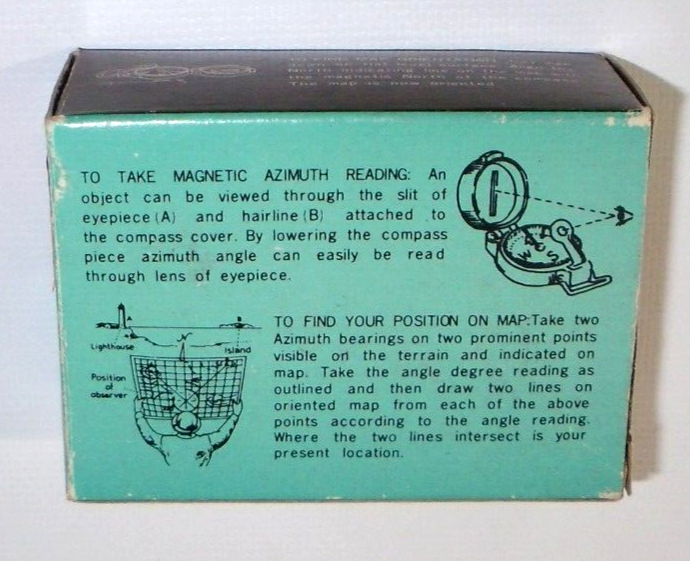 The map is now oriented
TO TAKE MAGNETIC AZIMUTH READING: An
object can be viewed through the slit of
eyepiece (A) and hairline (B) attached to
the compass cover. By lowering the compass
piece azimuth angle can easily be read
through lens of eyepiece.
W S
A B
Lighthouse
Island
N
Position
of
observer
TO FIND YOUR POSITION ON MAP:Take two
Azimuth bearings on two prominent points
visible on the terrain and indicated on
map. Take the angle degree reading as
outlined and then draw two lines on
oriented map from each of the above
points according to the angle reading.
Where the two lines intersect is your
present location.